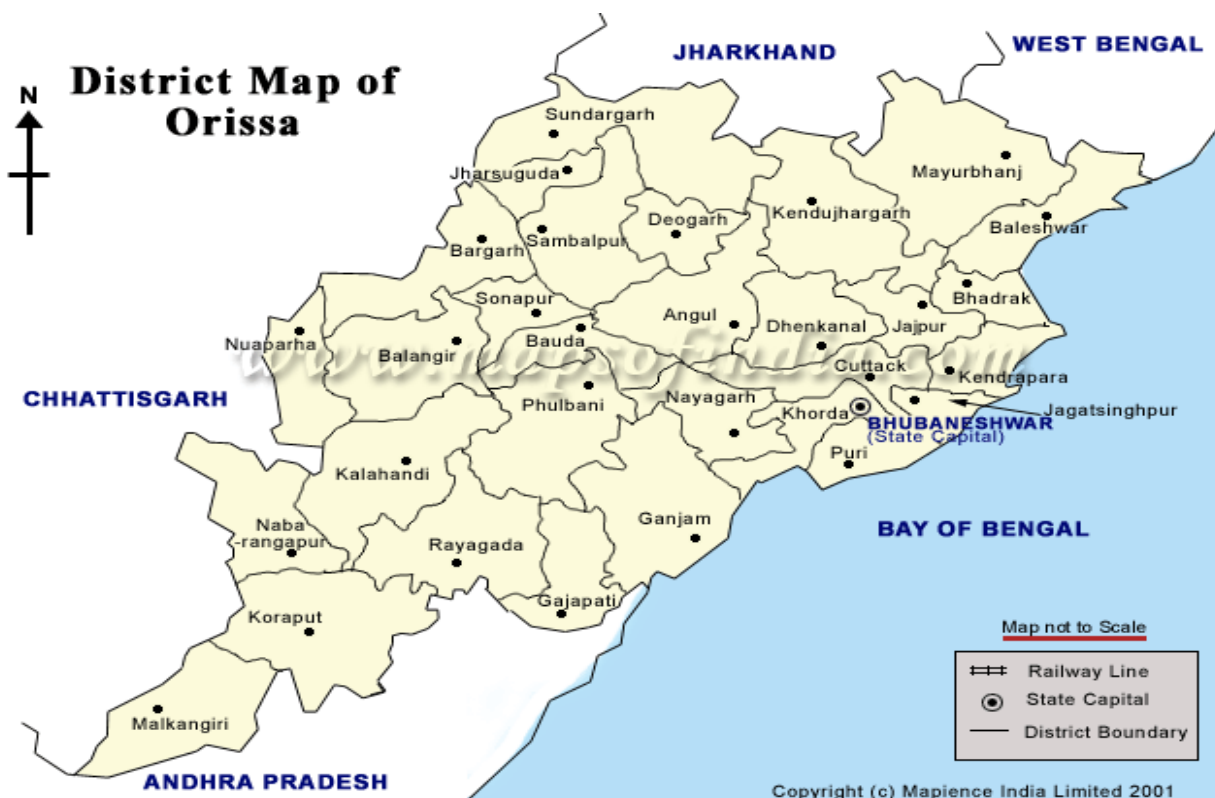 JHARKHAND
WEST BENGAL
District Map of
Orissa
N
Sundargarh
Jharsuguda
Mayurbhanj
Kendujhargarh
Deogarh
Baleshwar
Sambalpur
Bargarh
Sonapur
Bhadrak
Angul
Dhenkanal
Jajpur
Bauda
Nuaparha
Balangir
www.mapsofindia.com
Cuttack
Kendrapara
CHHATTISGARH
Phulbani
Nayagarh
Khorda
Jagatsinghpur
BHUBANESHWAR
(State Capital)
Puri
Kalahandi
Ganjam
BAY OF BENGAL
Naba
-rangapur
Rayagada
Gajapati
Koraput
Map not to Scale
Railway Line
State Capital
District Boundary
Malkangiri
ANDHRA PRADESH
Copyright (c) Mapience India Limited 2001